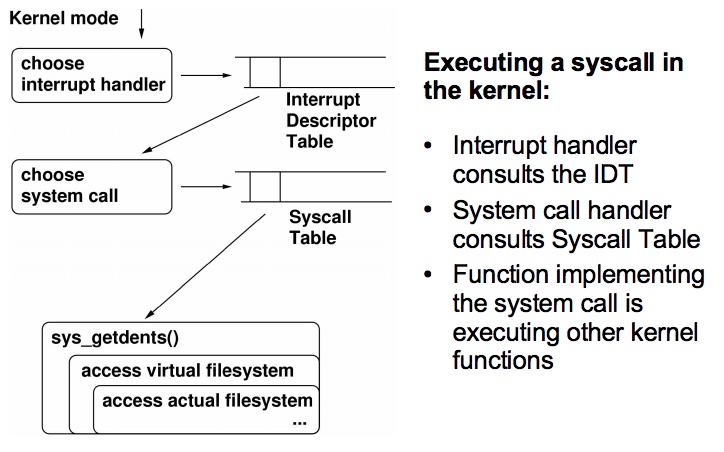 Kernel mode
choose
interrupt handler
Interrupt
Descriptor
Table
choose
system call
Syscall
Table
sys_getdents()
access virtual filesystem
access actual filesystem
...
Executing a syscall in
the kernel:
• Interrupt handler
consults the IDT
• System call handler
consults Syscall Table
• Function implementing
the system call is
executing other kernel
functions